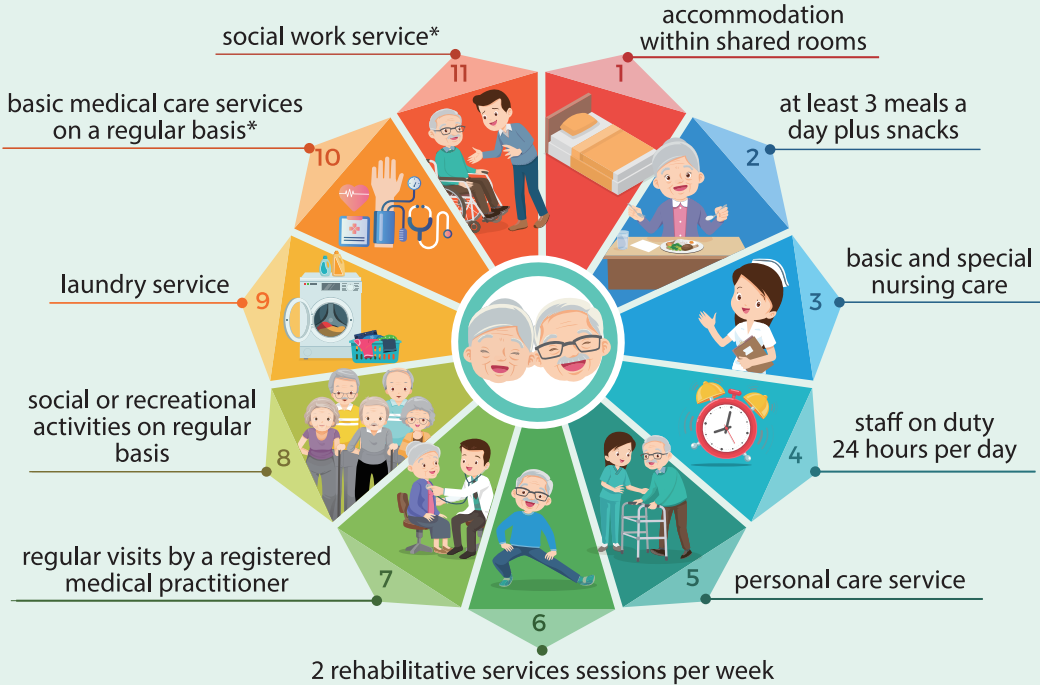 1
accommodation
within shared rooms
2
at least 3 meals a
day plus snacks
3
basic and special
nursing care
4
staff on duty
24 hours per day
5
personal care service
6
2 rehabilitative services sessions per week
7
regular visits by a registered
medical practitioner
8
social or recreational
activities on regular
basis
9
laundry service
10
basic medical care services
on a regular basis*
11
social work service*